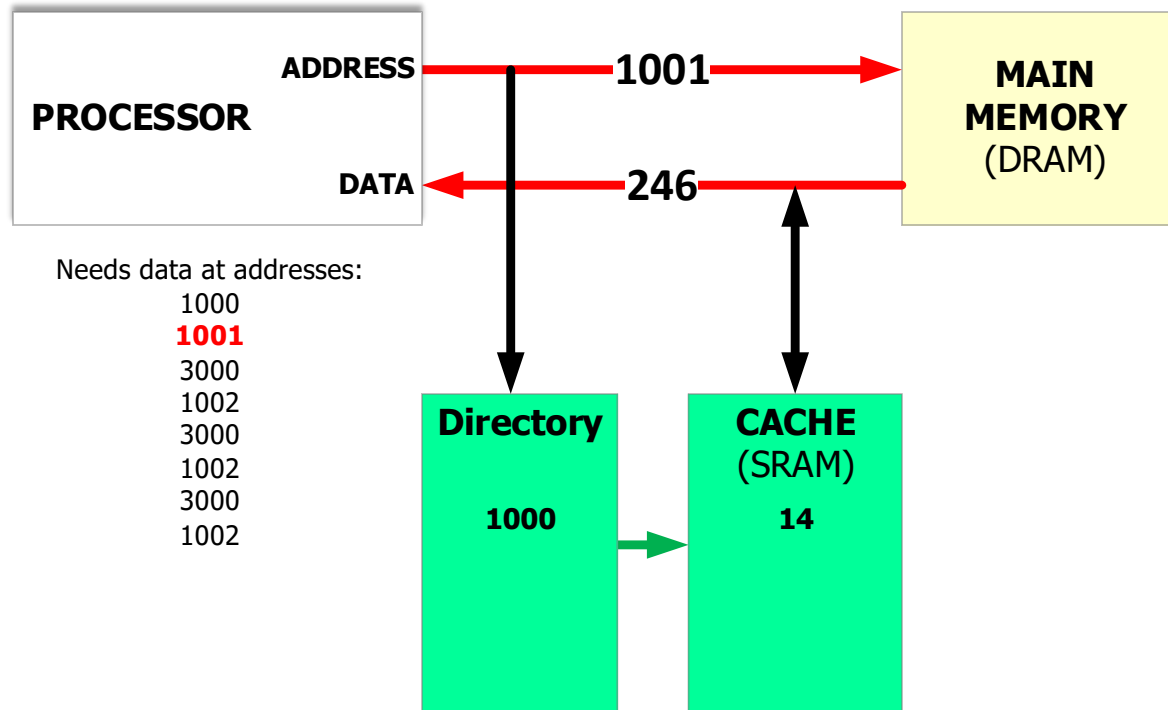 ADDRESS
1001
MAIN
MEMORY
(DRAM)
PROCESSOR
DATA
246
Needs data at addresses:
1000
1001
3000
1002
3000
1002
3000
1002
Directory
1000
CACHE
(SRAM)
14